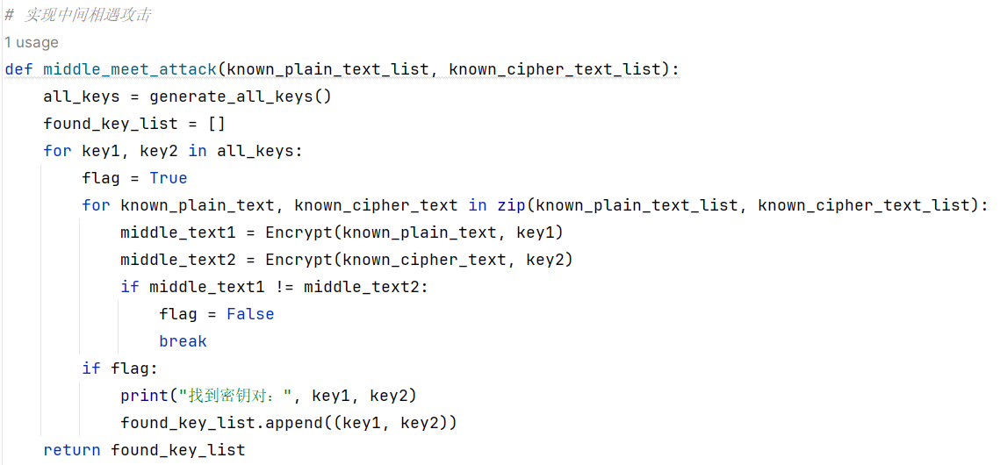 # 实现中间相遇攻击
1 usage
def middle_meet_attack(known_plain_text_list, known_cipher_text_list):
    all_keys = generate_all_keys()
    found_key_list = []
    for key1, key2 in all_keys:
        flag = True
        for known_plain_text, known_cipher_text in zip(known_plain_text_list, known_cipher_text_list):
            middle_text1 = Encrypt(known_plain_text, key1)
            middle_text2 = Encrypt(known_cipher_text, key2)
            if middle_text1 != middle_text2:
                flag = False
                break
        if flag:
            print("找到密钥对：", key1, key2)
            found_key_list.append((key1, key2))
    return found_key_list